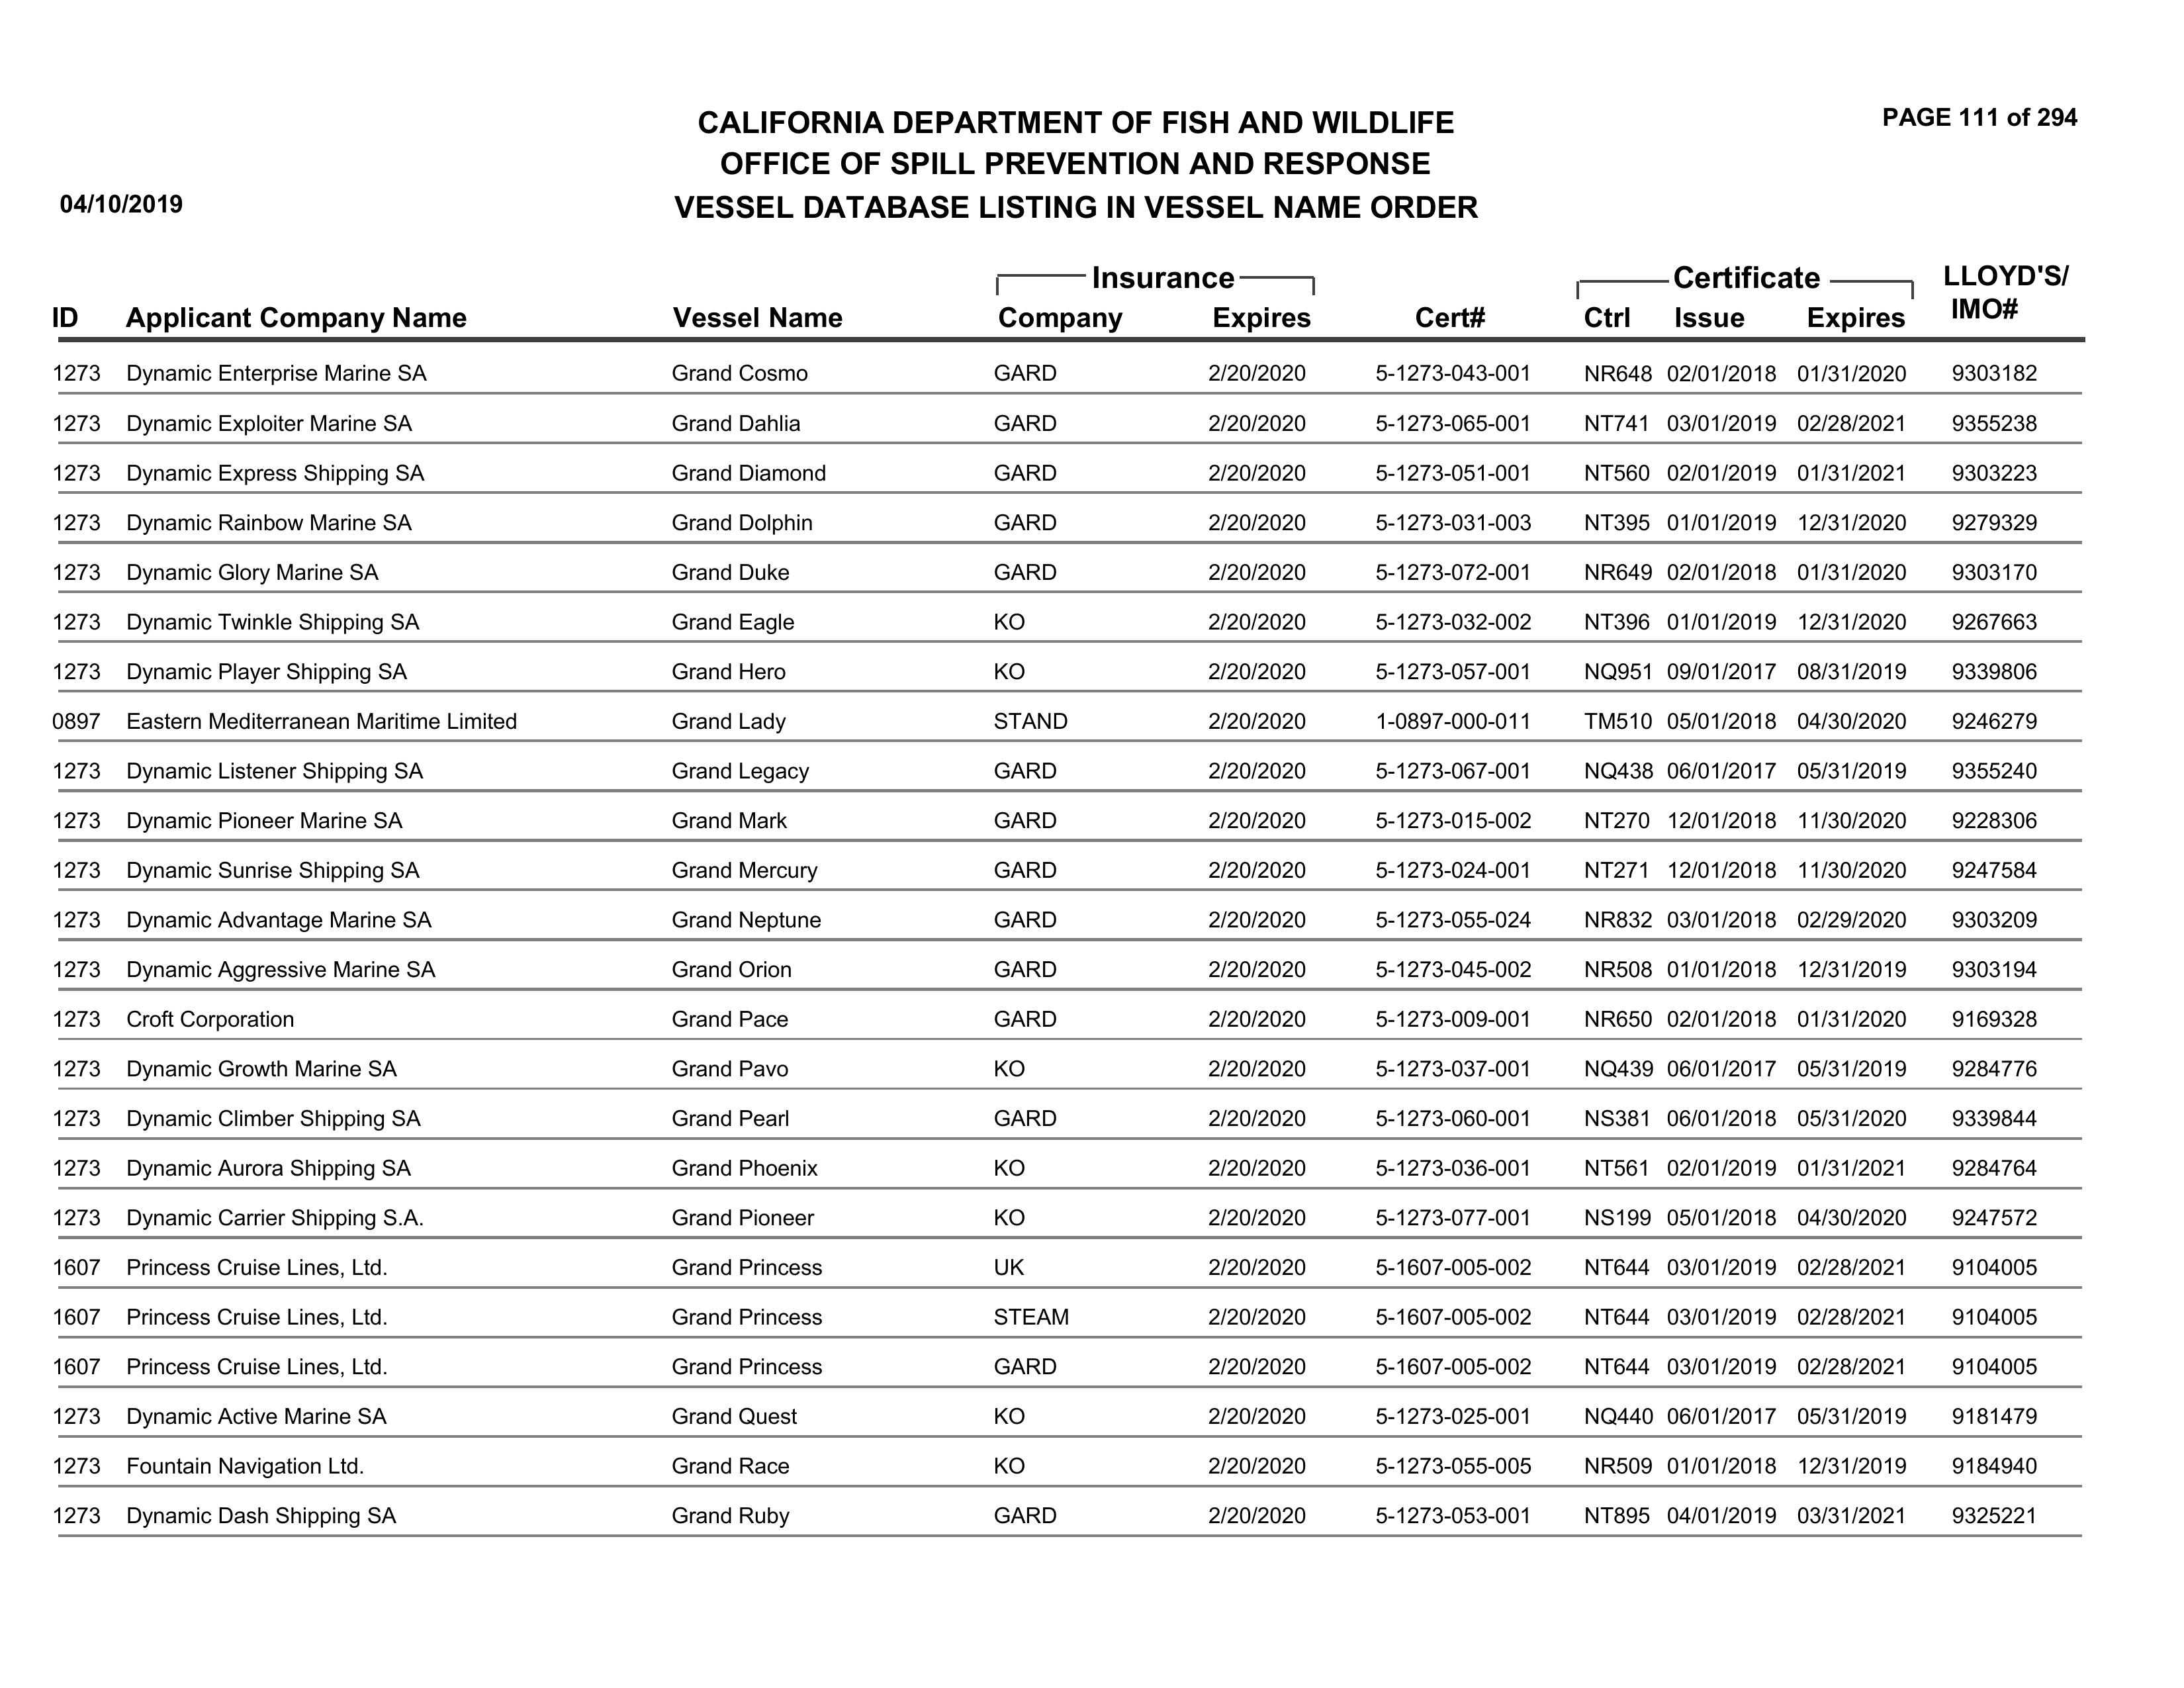 PAGE 111 of 294
CALIFORNIA DEPARTMENT OF FISH AND WILDLIFE
OFFICE OF SPILL PREVENTION AND RESPONSE
04/10/2019 VESSEL DATABASE LISTING IN VESSEL NAME ORDER
Insurance Certificate LLOYD'S/
ID Applicant Company Name Vessel Name Company Expires Cert# Ctrl Issue Expires IMO#
1273 Dynamic Enterprise Marine SA Grand Cosmo GARD 2/20/2020 5-1273-043-001 NR648 02/01/2018 01/31/2020 9303182
1273 Dynamic Exploiter Marine SA Grand Dahlia GARD 2/20/2020 5-1273-065-001 NT741 03/01/2019 02/28/2021 9355238
1273 Dynamic Express Shipping SA Grand Diamond GARD 2/20/2020 5-1273-051-001 NT560 02/01/2019 01/31/2021 9303223
1273 Dynamic Rainbow Marine SA Grand Dolphin GARD 2/20/2020 5-1273-031-003 NT395 01/01/2019 12/31/2020 9279329
1273 Dynamic Glory Marine SA Grand Duke GARD 2/20/2020 5-1273-072-001 NR649 02/01/2018 01/31/2020 9303170
1273 Dynamic Twinkle Shipping SA Grand Eagle KO 2/20/2020 5-1273-032-002 NT396 01/01/2019 12/31/2020 9267663
1273 Dynamic Player Shipping SA Grand Hero KO 2/20/2020 5-1273-057-001 NQ951 09/01/2017 08/31/2019 9339806
0897 Eastern Mediterranean Maritime Limited Grand Lady STAND 2/20/2020 1-0897-000-011 TM510 05/01/2018 04/30/2020 9246279
1273 Dynamic Listener Shipping SA Grand Legacy GARD 2/20/2020 5-1273-067-001 NQ438 06/01/2017 05/31/2019 9355240
1273 Dynamic Pioneer Marine SA Grand Mark GARD 2/20/2020 5-1273-015-002 NT270 12/01/2018 11/30/2020 9228306
1273 Dynamic Sunrise Shipping SA Grand Mercury GARD 2/20/2020 5-1273-024-001 NT271 12/01/2018 11/30/2020 9247584
1273 Dynamic Advantage Marine SA Grand Neptune GARD 2/20/2020 5-1273-055-024 NR832 03/01/2018 02/29/2020 9303209
1273 Dynamic Aggressive Marine SA Grand Orion GARD 2/20/2020 5-1273-045-002 NR508 01/01/2018 12/31/2019 9303194
1273 Croft Corporation Grand Pace GARD 2/20/2020 5-1273-009-001 NR650 02/01/2018 01/31/2020 9169328
1273 Dynamic Growth Marine SA Grand Pavo KO 2/20/2020 5-1273-037-001 NQ439 06/01/2017 05/31/2019 9284776
1273 Dynamic Climber Shipping SA Grand Pearl GARD 2/20/2020 5-1273-060-001 NS381 06/01/2018 05/31/2020 9339844
1273 Dynamic Aurora Shipping SA Grand Phoenix KO 2/20/2020 5-1273-036-001 NT561 02/01/2019 01/31/2021 9284764
1273 Dynamic Carrier Shipping S.A. Grand Pioneer KO 2/20/2020 5-1273-077-001 NS199 05/01/2018 04/30/2020 9247572
1607 Princess Cruise Lines, Ltd. Grand Princess UK 2/20/2020 5-1607-005-002 NT644 03/01/2019 02/28/2021 9104005
1607 Princess Cruise Lines, Ltd. Grand Princess STEAM 2/20/2020 5-1607-005-002 NT644 03/01/2019 02/28/2021 9104005
1607 Princess Cruise Lines, Ltd. Grand Princess GARD 2/20/2020 5-1607-005-002 NT644 03/01/2019 02/28/2021 9104005
1273 Dynamic Active Marine SA Grand Quest KO 2/20/2020 5-1273-025-001 NQ440 06/01/2017 05/31/2019 9181479
1273 Fountain Navigation Ltd. Grand Race KO 2/20/2020 5-1273-055-005 NR509 01/01/2018 12/31/2019 9184940
1273 Dynamic Dash Shipping SA Grand Ruby GARD 2/20/2020 5-1273-053-001 NT895 04/01/2019 03/31/2021 9325221